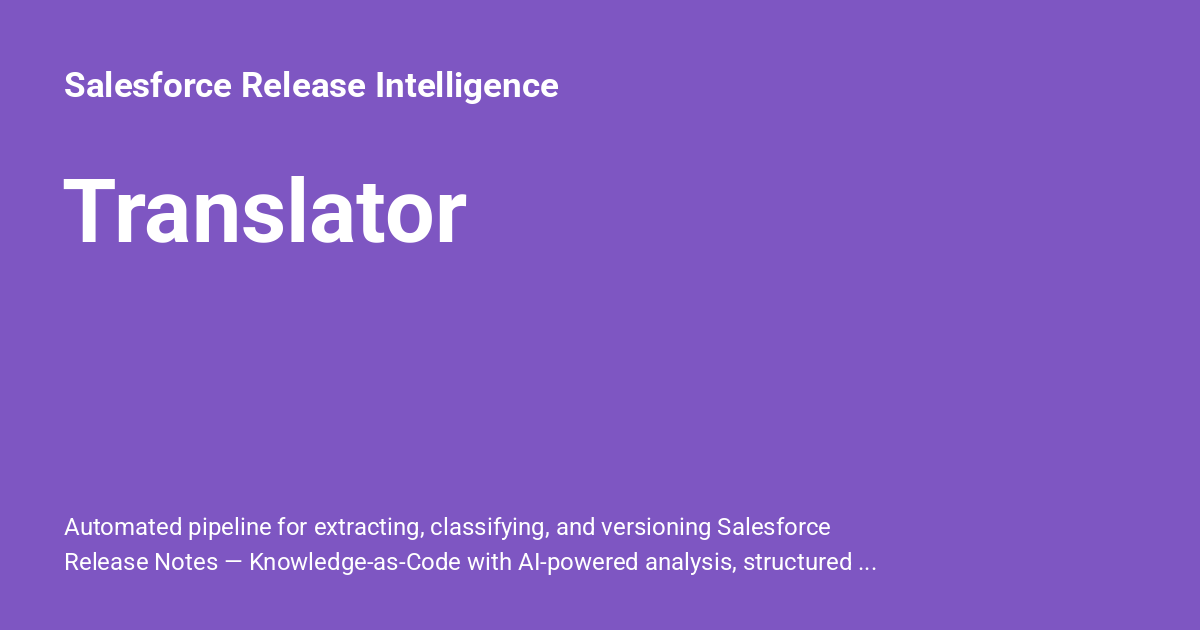 Salesforce Release Intelligence
Translator
Automated pipeline for extracting, classifying, and versioning Salesforce
Release Notes — Knowledge-as-Code with AI-powered analysis, structured ...